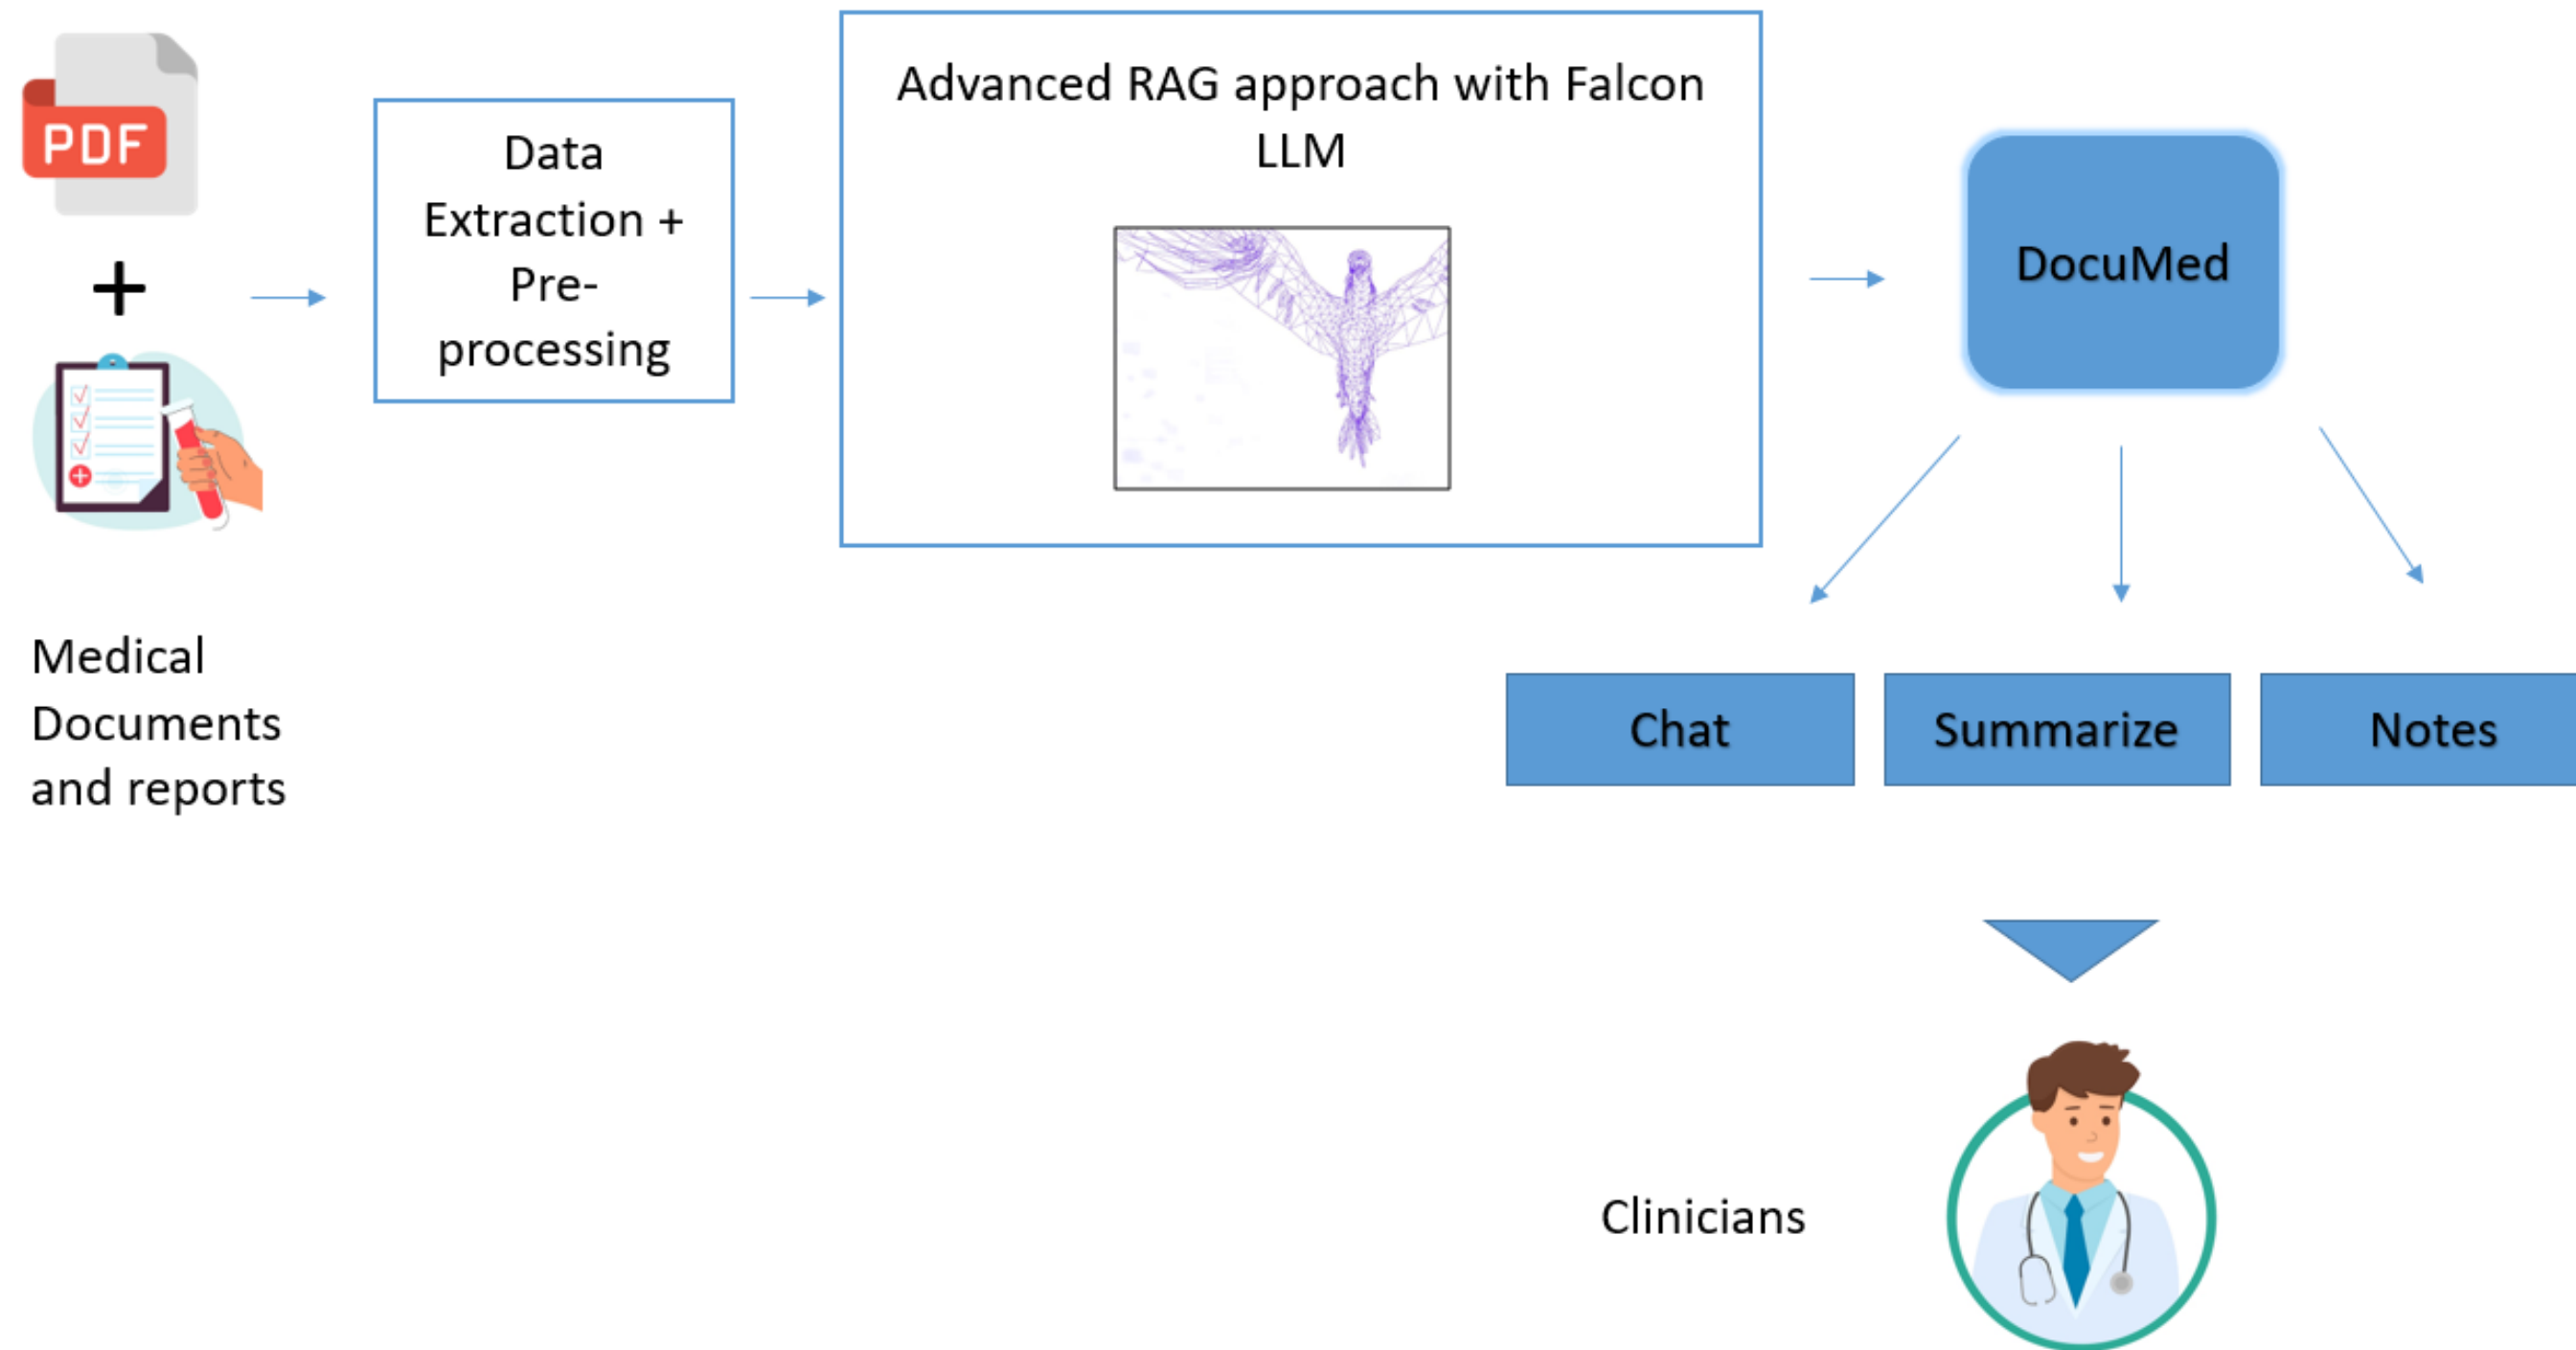 PDF
Data
Extraction +
Pre-
processing
Advanced RAG approach with Falcon
LLM
DocuMed
Medical
Documents
and reports
Chat
Summarize
Notes
Clinicians